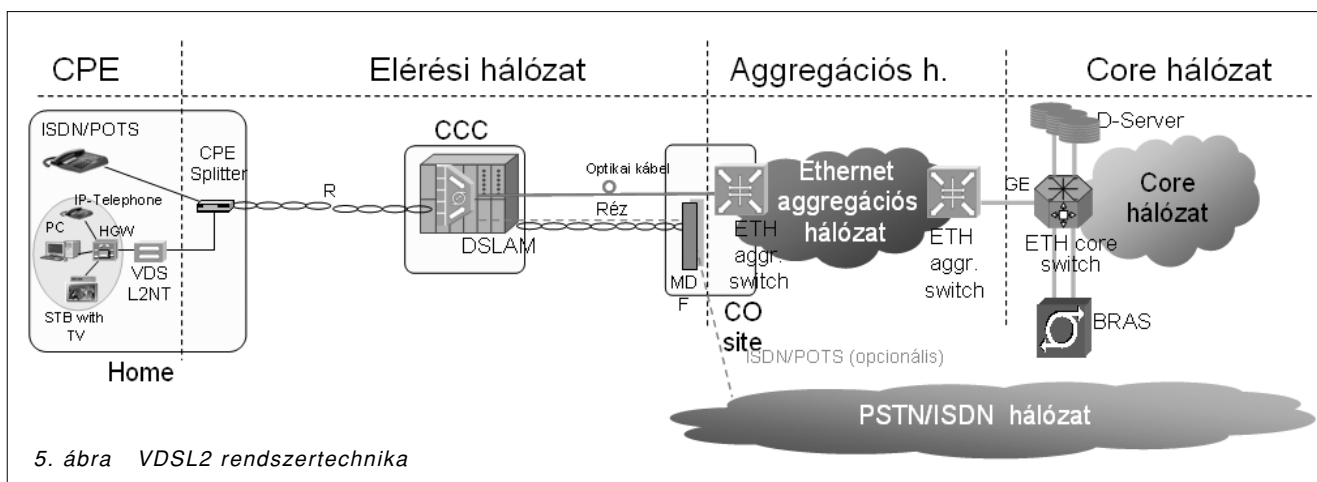 CPE
Elérési hálózat
Aggregációs h.
Core hálózat
ISDN/POTS
CPE
Splitter
IP-Telephone
PC
HGW
VDS
L2NT
STB with
TV
Home
R
CCC
DSLAM
Optikai kábel
Réz
MD
F
CO
site
ETH
aggr.
switch
Ethernet
aggregációs
hálózat
ETH
aggr.
switch
GE
D-Server
ETH core
switch
Core
hálózat
BRAS
ISDN/POTS (opcionális)
PSTN/ISDN hálózat
5. ábra VDSL2 rendszertechnika